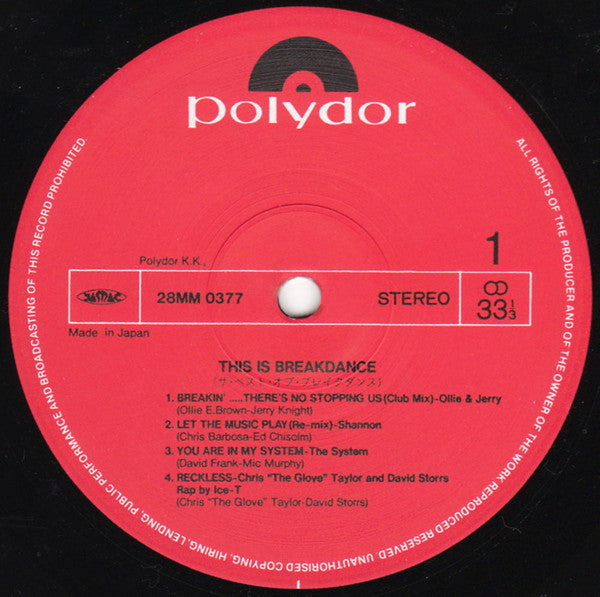 polydor
Polydor K.K.,
1
JASRAC
28MM 0377
STEREO
33 1/3
Made in Japan
THIS IS BREAKDANCE
(ザ・ベスト・オブ・ブレイクダンス)
1. BREAKIN' .....THERE'S NO STOPPING US(Club Mix)-Ollie & Jerry
(Ollie E.Brown-Jerry Knight)
2. LET THE MUSIC PLAY(Re-mix)-Shannon
(Chris Barbosa-Ed Chisolm)
3. YOU ARE IN MY SYSTEM-The System
(David Frank-Mic Murphy)
4. RECKLESS-Chris "The Glove" Taylor and David Storrs
Rap by Ice-T
(Chris "The Glove" Taylor-David Storrs)
ALL RIGHTS OF THE PRODUCER AND OF THE OWNER OF THE WORK REPRODUCED RESERVED. UNAUTHORISED COPYING, HIRING, LENDING, PUBLIC PERFORMANCE AND BROADCASTING OF THIS RECORD PROHIBITED.